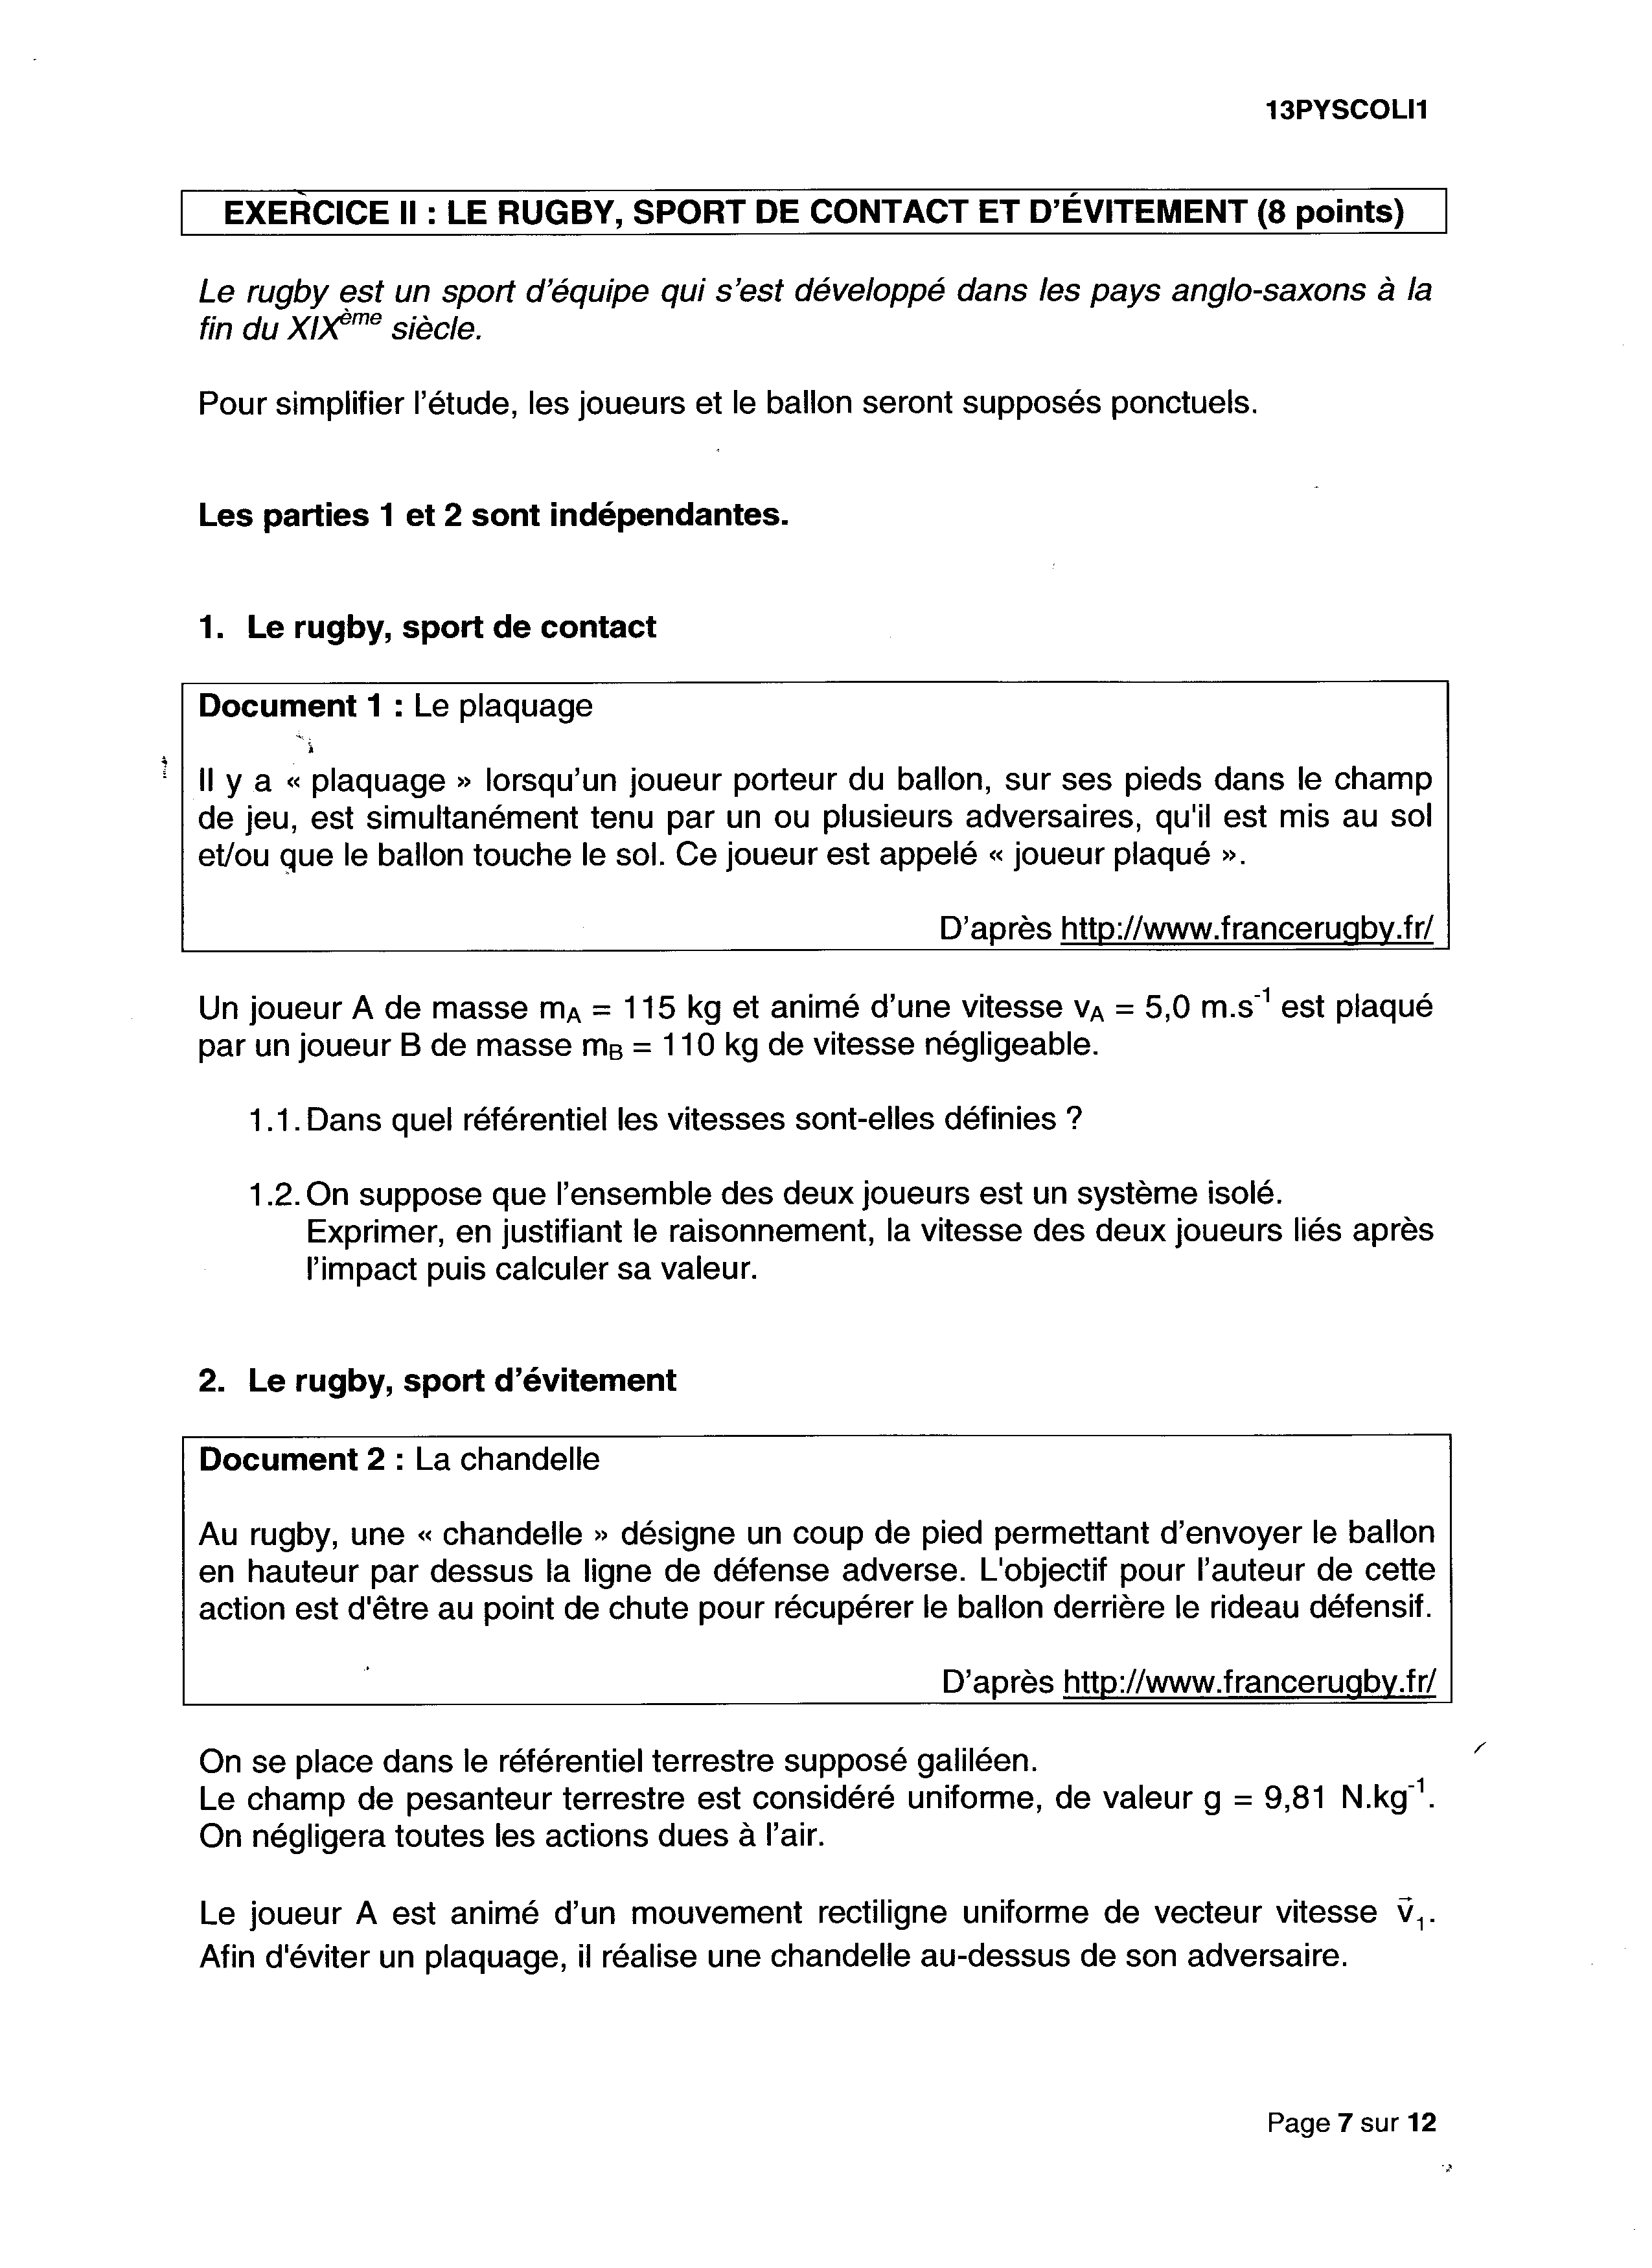 13PYSCOLI1
EXERCICE II : LE RUGBY, SPORT DE CONTACT ET D'ÉVITEMENT (8 points)
Le rugby est un sport d'équipe qui s'est développé dans les pays anglo-saxons à la
fin du XIXème siècle.
Pour simplifier l'étude, les joueurs et le ballon seront supposés ponctuels.
Les parties 1 et 2 sont indépendantes.
1. Le rugby, sport de contact
Document 1 : Le plaquage
Il y a « plaquage » lorsqu'un joueur porteur du ballon, sur ses pieds dans le champ
de jeu, est simultanément tenu par un ou plusieurs adversaires, qu'il est mis au sol
et/ou que le ballon touche le sol. Ce joueur est appelé « joueur plaqué ».
D'après http://www.francerugby.fr/
Un joueur A de masse mA = 115 kg et animé d'une vitesse vA = 5,0 m.s-1 est plaqué
par un joueur B de masse mB = 110 kg de vitesse négligeable.
1.1. Dans quel référentiel les vitesses sont-elles définies ?
1.2. On suppose que l'ensemble des deux joueurs est un système isolé.
Exprimer, en justifiant le raisonnement, la vitesse des deux joueurs liés après
l'impact puis calculer sa valeur.
2. Le rugby, sport d'évitement
Document 2 : La chandelle
Au rugby, une « chandelle » désigne un coup de pied permettant d'envoyer le ballon
en hauteur par dessus la ligne de défense adverse. L'objectif pour l'auteur de cette
action est d'être au point de chute pour récupérer le ballon derrière le rideau défensif.
D'après http://www.francerugby.fr/
On se place dans le référentiel terrestre supposé galiléen.
Le champ de pesanteur terrestre est considéré uniforme, de valeur g = 9,81 N.kg-1.
On négligera toutes les actions dues à l'air.
Le joueur A est animé d'un mouvement rectiligne uniforme de vecteur vitesse v⃗1.
Afin d'éviter un plaquage, il réalise une chandelle au-dessus de son adversaire.
Page 7 sur 12